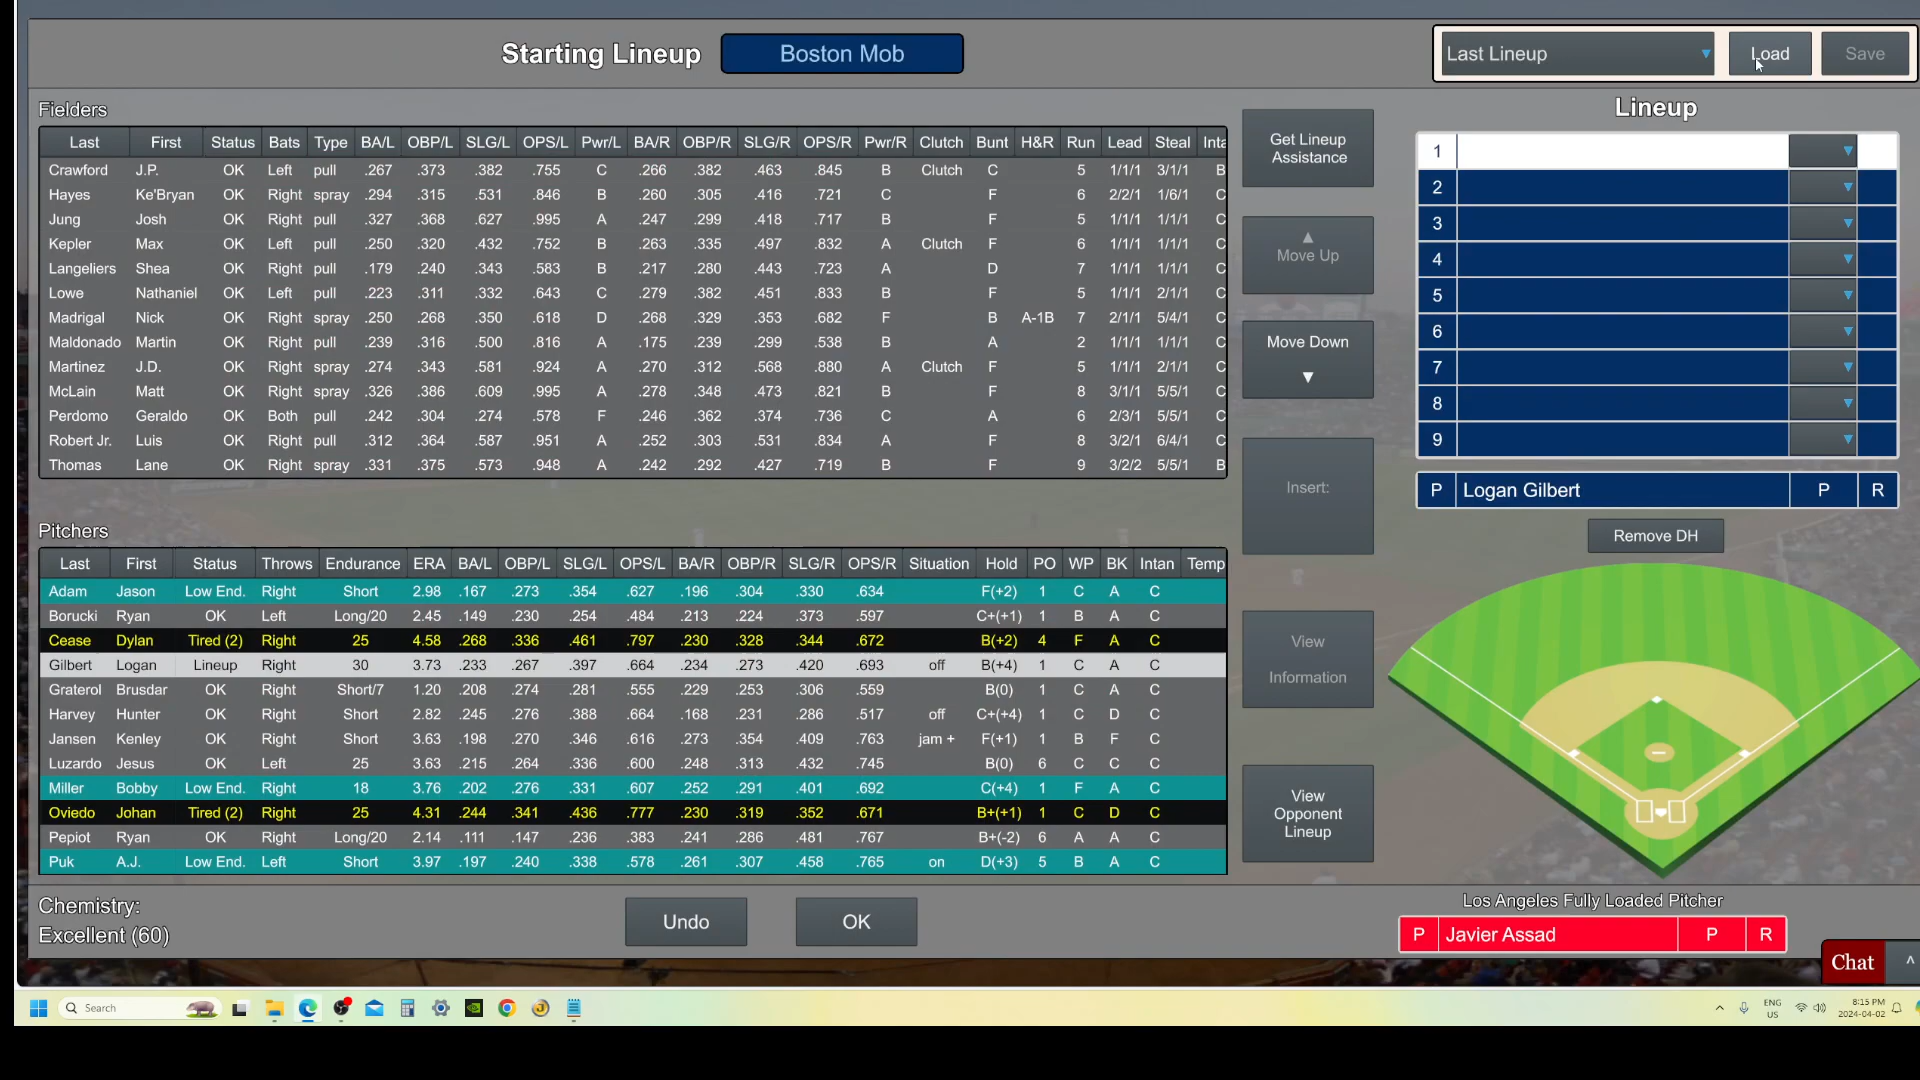 Starting Lineup Boston Mob Last Lineup Load Save
Fielders
Last First Status Bats Type BA/L OBP/L SLG/L OPS/L Pwr/L BA/R OBP/R SLG/R OPS/R Pwr/R Clutch Bunt H&R Run Lead Steal Inta
Crawford J.P. OK Left pull .267 .373 .382 .755 C .266 .382 .463 .845 B Clutch C 5 1/1/1 3/1/1 B
Hayes Ke'Bryan OK Right spray .294 .315 .531 .846 B .260 .305 .416 .721 C F 6 2/2/1 1/6/1 C
Jung Josh OK Right pull .327 .368 .627 .995 A .247 .299 .418 .717 B F 5 1/1/1 1/1/1 C
Kepler Max OK Left pull .250 .320 .432 .752 B .263 .335 .497 .832 A Clutch F 6 1/1/1 1/1/1 C
Langeliers Shea OK Right pull .179 .240 .343 .583 B .217 .280 .443 .723 A D 7 1/1/1 1/1/1 C
Lowe Nathaniel OK Left pull .223 .311 .332 .643 C .279 .382 .451 .833 B F 5 1/1/1 2/1/1 C
Madrigal Nick OK Right spray .250 .268 .350 .618 D .268 .329 .353 .682 F B A-1B 7 2/1/1 5/4/1 C
Maldonado Martin OK Right pull .239 .316 .500 .816 A .175 .239 .299 .538 B A 2 1/1/1 1/1/1 C
Martinez J.D. OK Right spray .274 .343 .581 .924 A .270 .312 .568 .880 A Clutch F 5 1/1/1 2/1/1 C
McLain Matt OK Right spray .326 .386 .609 .995 A .278 .348 .473 .821 B F 8 3/1/1 5/5/1 C
Perdomo Geraldo OK Both pull .242 .304 .274 .578 F .246 .362 .374 .736 C A 6 2/3/1 5/5/1 C
Robert Jr. Luis OK Right pull .312 .364 .587 .951 A .252 .303 .531 .834 A F 8 3/2/1 6/4/1 C
Thomas Lane OK Right spray .331 .375 .573 .948 A .242 .292 .427 .719 B F 9 3/2/2 5/5/1 B
Pitchers
Last First Status Throws Endurance ERA BA/L OBP/L SLG/L OPS/L BA/R OBP/R SLG/R OPS/R Situation Hold PO WP BK Intan Temp
Adam Jason Low End. Right Short 2.98 .167 .273 .354 .627 .196 .304 .330 .634 F(+2) 1 C A C
Borucki Ryan OK Left Long/20 2.45 .149 .230 .254 .484 .213 .224 .373 .597 C+(+1) 1 B A C
Cease Dylan Tired (2) Right 25 4.58 .268 .336 .461 .797 .230 .328 .344 .672 B(+2) 4 F A C
Gilbert Logan Lineup Right 30 3.73 .233 .267 .397 .664 .234 .273 .420 .693 off B(+4) 1 C A C
Graterol Brusdar OK Right Short/7 1.20 .208 .274 .281 .555 .229 .253 .306 .559 B(0) 1 C A C
Harvey Hunter OK Right Short 2.82 .245 .276 .388 .664 .168 .231 .286 .517 off C+(+4) 1 C D C
Jansen Kenley OK Right Short 3.63 .198 .270 .346 .616 .273 .354 .409 .763 jam + F(+1) 1 B F C
Luzardo Jesus OK Left 25 3.63 .215 .264 .336 .600 .248 .313 .432 .745 B(0) 6 C C C
Miller Bobby Low End. Right 18 3.76 .202 .276 .331 .607 .252 .291 .401 .692 C(+4) 1 F A C
Oviedo Johan Tired (2) Right 25 4.31 .244 .341 .436 .777 .230 .319 .352 .671 B+(+1) 1 C D C
Pepiot Ryan OK Right Long/20 2.14 .111 .147 .236 .383 .241 .286 .481 .767 B+(-2) 6 A A C
Puk A.J. Low End. Left Short 3.97 .197 .240 .338 .578 .261 .307 .458 .765 on D(+3) 5 B A C
Chemistry:
Excellent (60)
Undo OK
Get Lineup
Assistance
Move Up
Move Down
Insert:
View
Information
View
Opponent
Lineup
Lineup
1
2
3
4
5
6
7
8
9
P Logan Gilbert P R
Remove DH
Los Angeles Fully Loaded Pitcher
P Javier Assad P R
Chat ^
Search
ENG
US
8:15 PM
2024-04-02